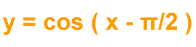 y = cos ( x - π/2 )